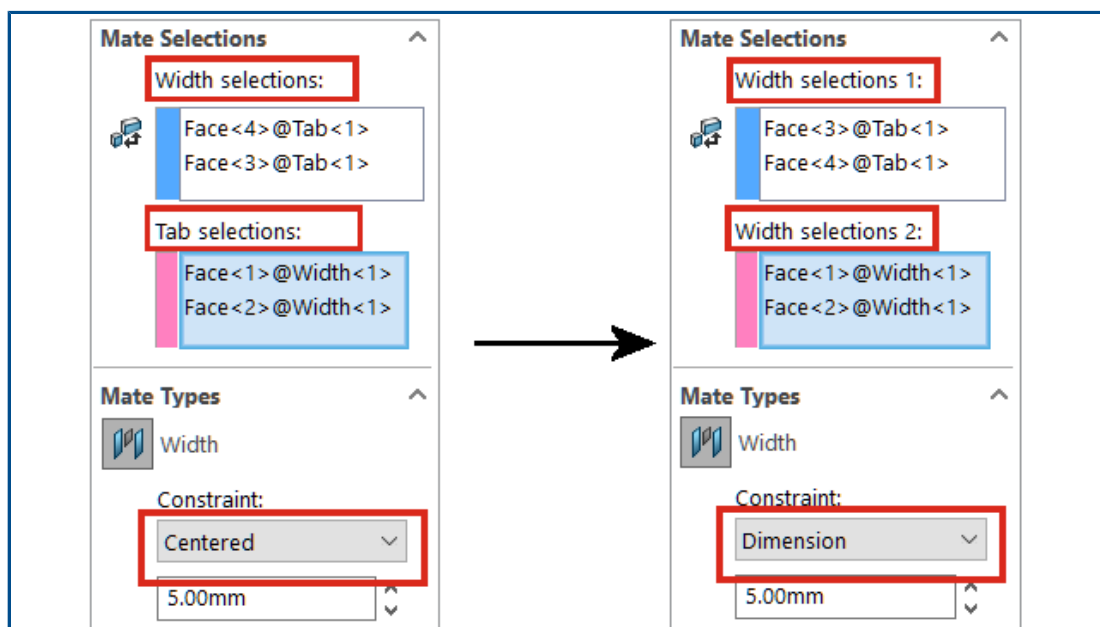 Mate Selections
Width selections:
Face<4>@Tab<1>
Face<3>@Tab<1>
Tab selections:
Face<1>@Width<1>
Face<2>@Width<1>
Mate Types
Width
Constraint:
Centered
5.00mm
Mate Selections
Width selections 1:
Face<3>@Tab<1>
Face<4>@Tab<1>
Width selections 2:
Face<1>@Width<1>
Face<2>@Width<1>
Mate Types
Width
Constraint:
Dimension
5.00mm